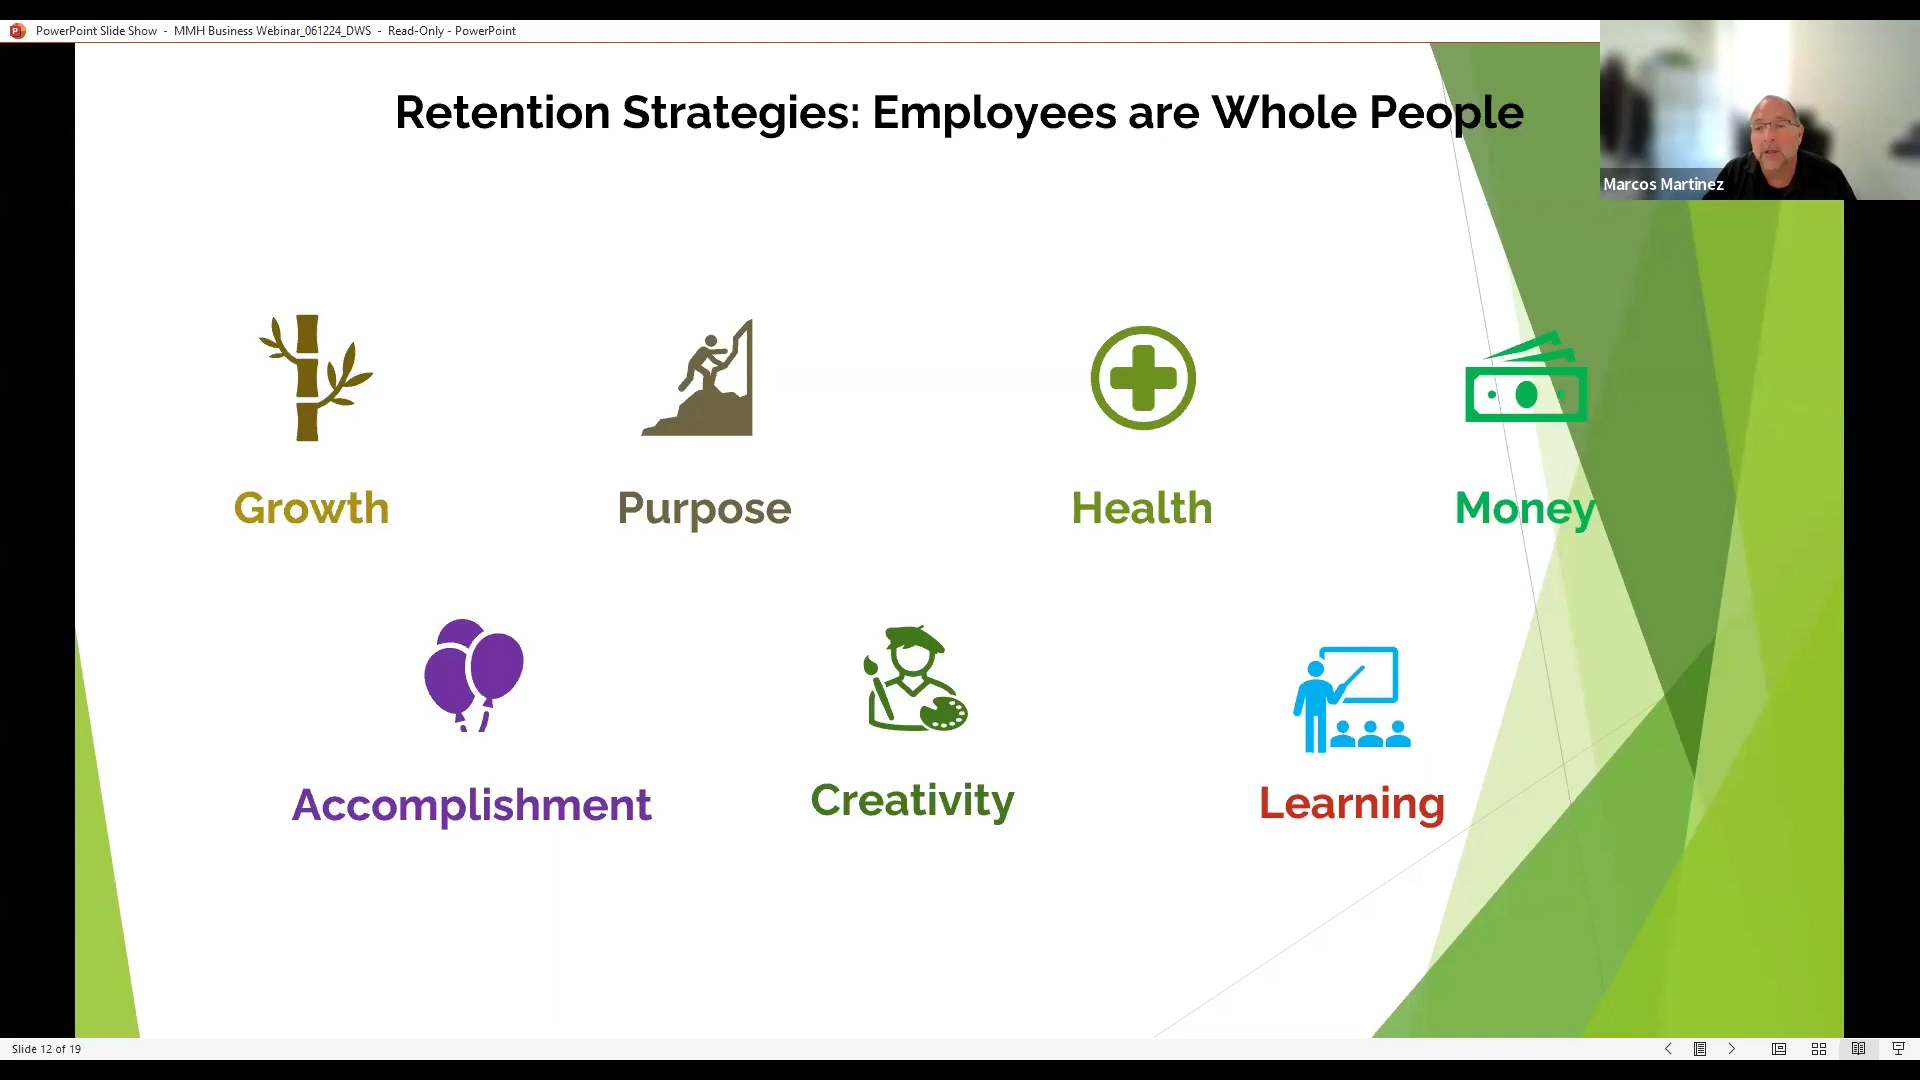 PowerPoint Slide Show - MMH Business Webinar_061224_DWS - Read-Only - PowerPoint
Retention Strategies: Employees are Whole People
Marcos Martinez
Growth
Purpose
Health
Money
Accomplishment
Creativity
Learning
Slide 12 of 19